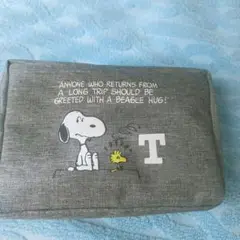 ANYONE WHO RETURNS FROM
A LONG TRIP SHOULD BE
GREETED WITH A BEAGLE HUG!
T